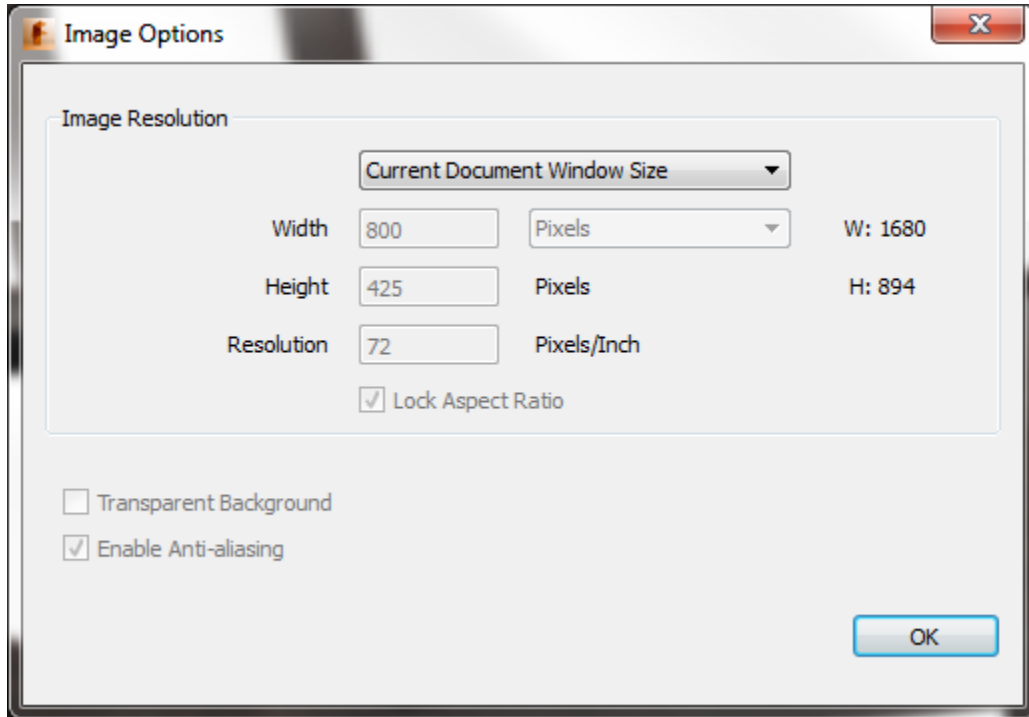 Image Options
Image Resolution
Current Document Window Size
Width 800 Pixels W: 1680
Height 425 Pixels H: 894
Resolution 72 Pixels/Inch
Lock Aspect Ratio
Transparent Background
Enable Anti-aliasing
OK